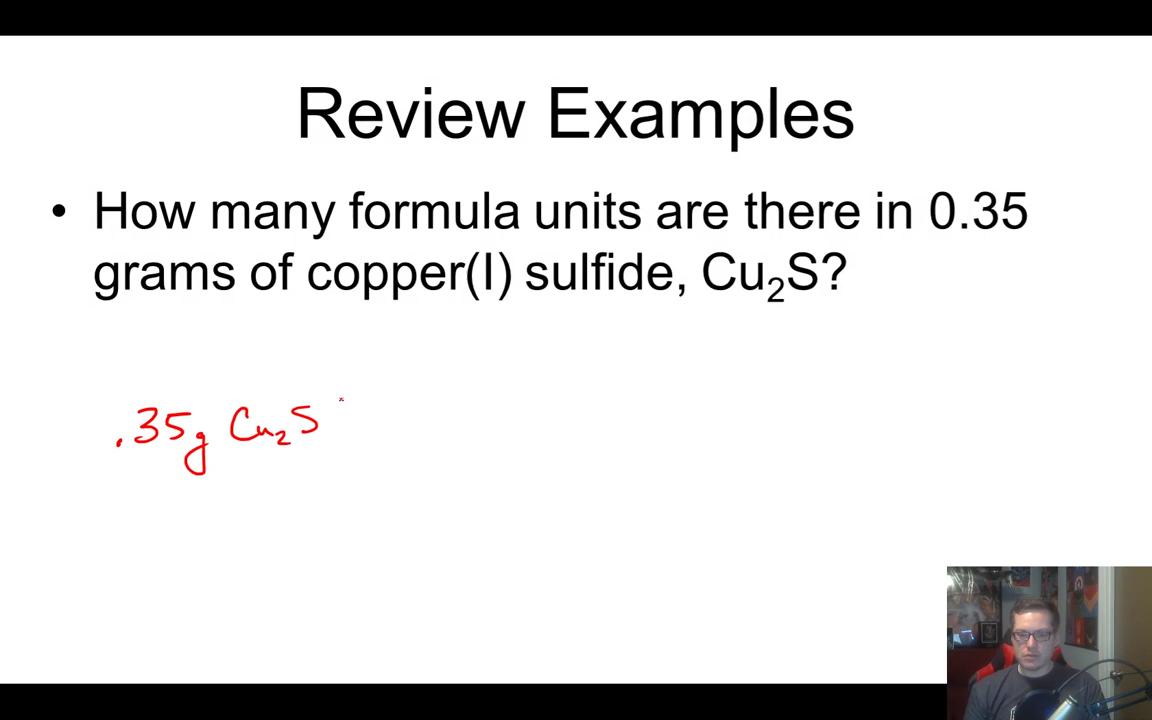 Review Examples
• How many formula units are there in 0.35
grams of copper(I) sulfide, Cu₂S?
.35g Cu₂S